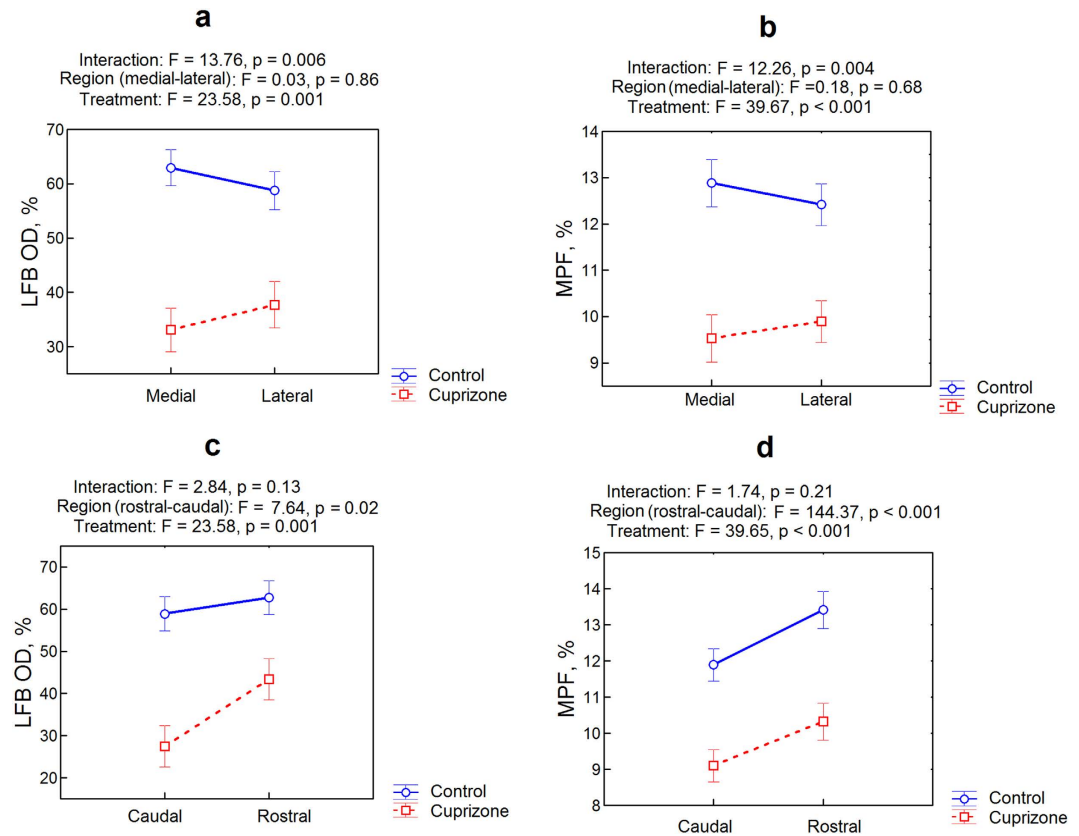 a
Interaction: F = 13.76, p = 0.006
Region (medial-lateral): F = 0.03, p = 0.86
Treatment: F = 23.58, p = 0.001
70
60
50
40
30
LFB OD, %
Medial
Lateral
Control
Cuprizone
b
Interaction: F = 12.26, p = 0.004
Region (medial-lateral): F =0.18, p = 0.68
Treatment: F = 39.67, p < 0.001
14
13
12
11
10
9
MPF, %
Medial
Lateral
Control
Cuprizone
c
Interaction: F = 2.84, p = 0.13
Region (rostral-caudal): F = 7.64, p = 0.02
Treatment: F = 23.58, p = 0.001
70
60
50
40
30
20
LFB OD, %
Caudal
Rostral
Control
Cuprizone
d
Interaction: F = 1.74, p = 0.21
Region (rostral-caudal): F = 144.37, p < 0.001
Treatment: F = 39.65, p < 0.001
15
14
13
12
11
10
9
8
MPF, %
Caudal
Rostral
Control
Cuprizone